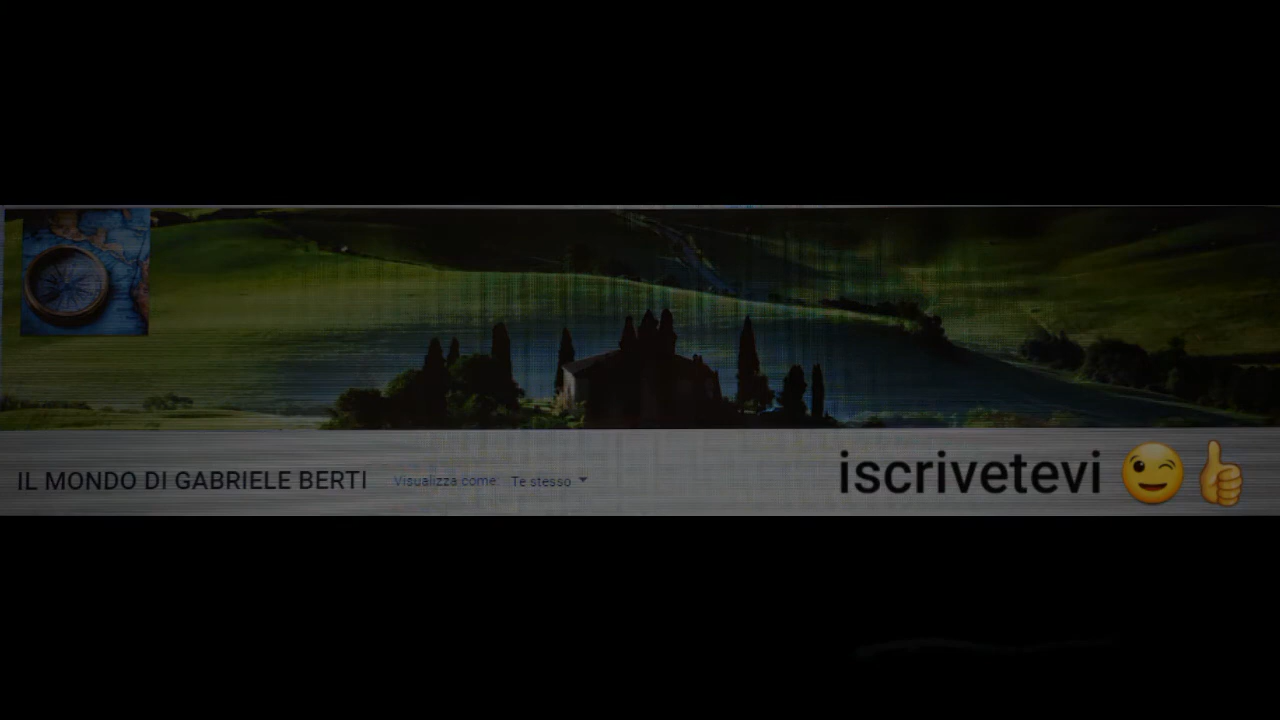 IL MONDO DI GABRIELE BERTI Visualizza come: Te stesso iscrivetevi 😉👍